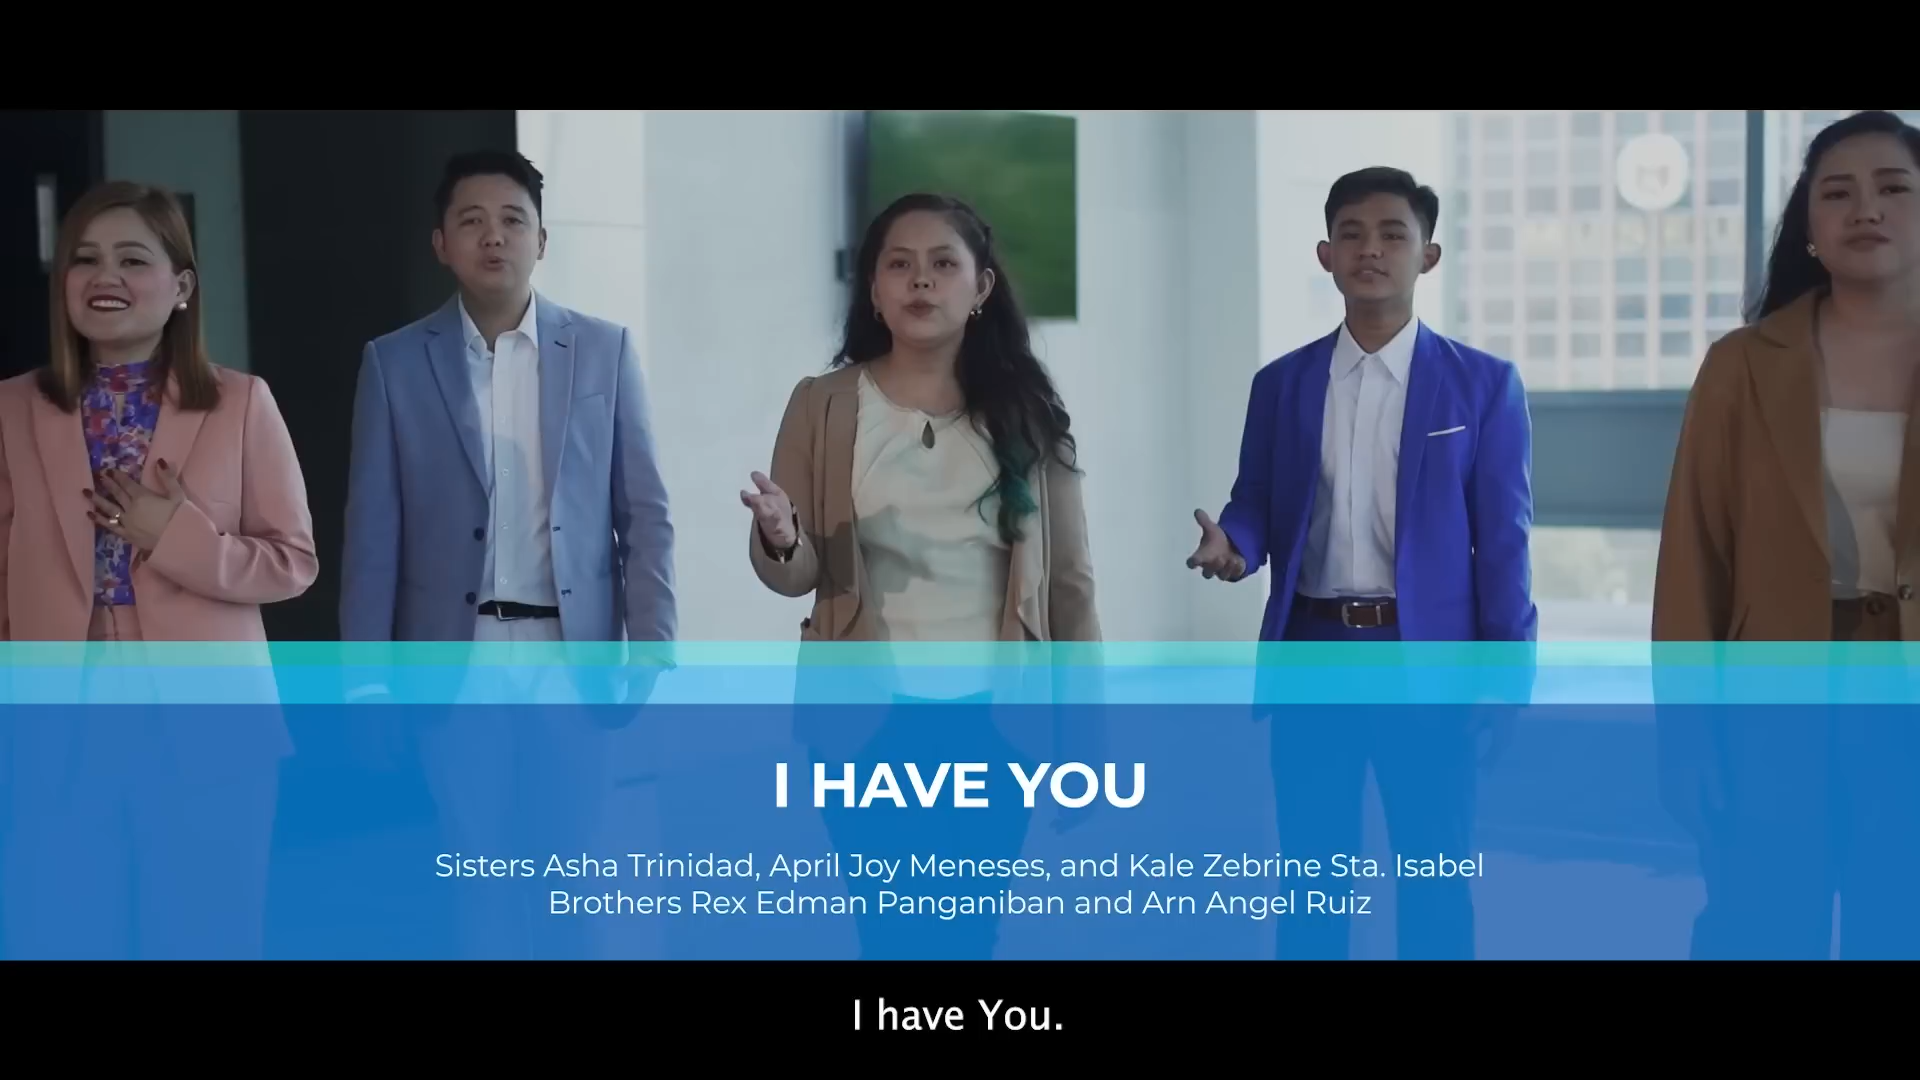 I HAVE YOU
Sisters Asha Trinidad, April Joy Meneses, and Kale Zebrine Sta. Isabel
Brothers Rex Edman Panganiban and Arn Angel Ruiz
I have You.